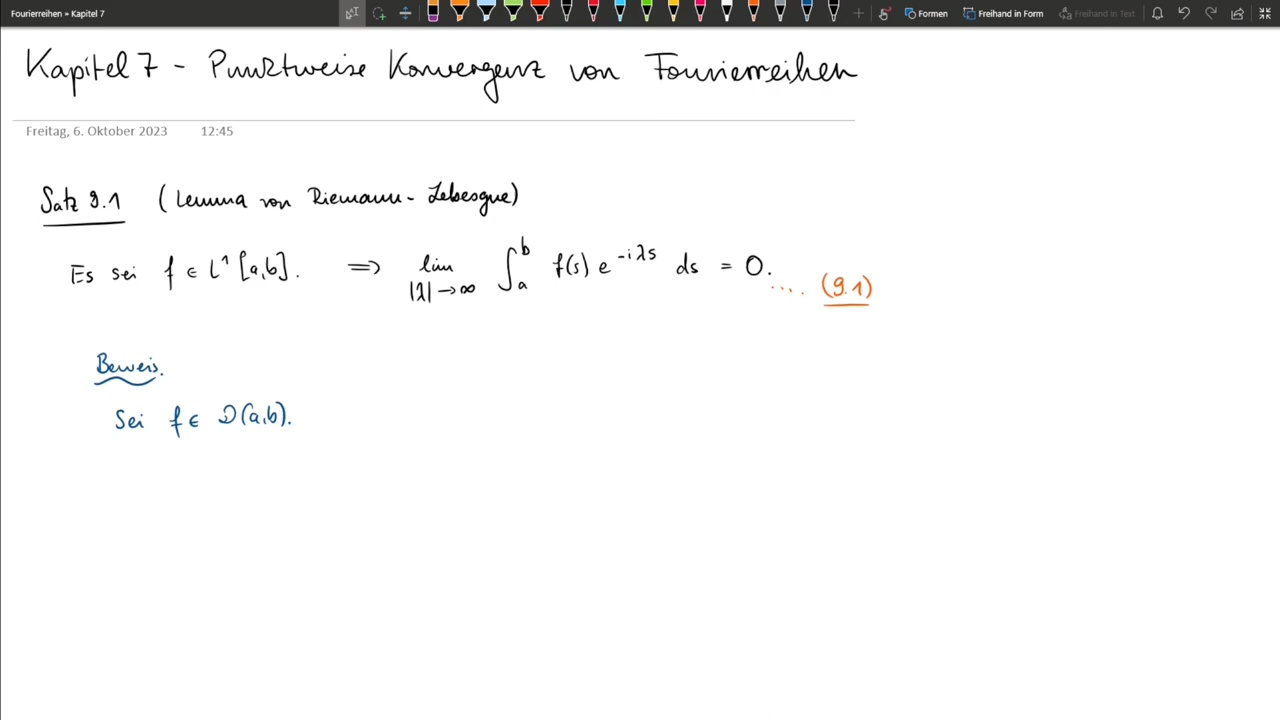 Fourierreihen » Kapitel 7
Formen
Freihand in Form
Freihand in Text
Kapitel 7 - Punktweise Konvergenz von Fourierreihen
Freitag, 6. Oktober 2023 12:45
Satz 9.1 (Lemma von Riemann-Lebesgue)
Es sei f ∈ L¹ [a,b]. ⟹ lim_{|λ|→∞} ∫_a^b f(s) e^{-iλs} ds = 0. .... (9.1)
Beweis.
Sei f ∈ D(a,b).